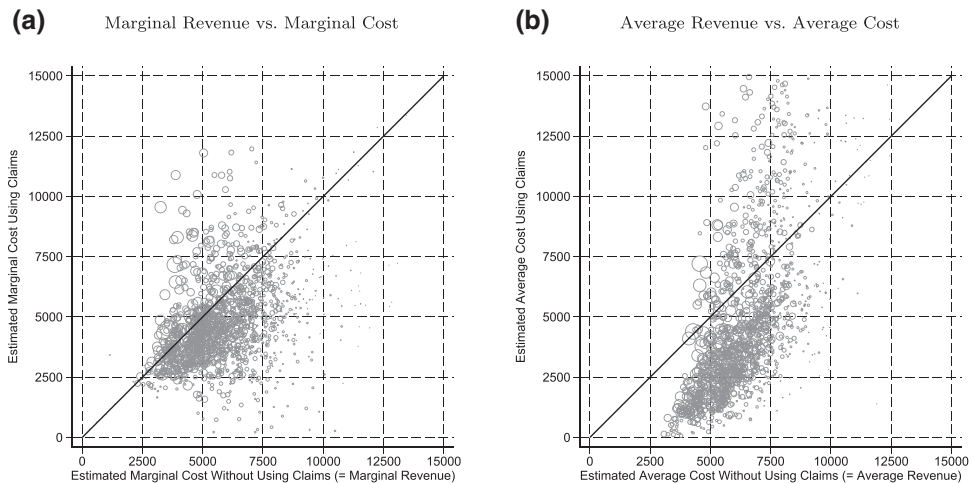 (a) Marginal Revenue vs. Marginal Cost
Estimated Marginal Cost Using Claims
15000
12500
10000
7500
5000
2500
0
0 2500 5000 7500 10000 12500 15000
Estimated Marginal Cost Without Using Claims (= Marginal Revenue)
(b) Average Revenue vs. Average Cost
Estimated Average Cost Using Claims
15000
12500
10000
7500
5000
2500
0
0 2500 5000 7500 10000 12500 15000
Estimated Average Cost Without Using Claims (= Average Revenue)